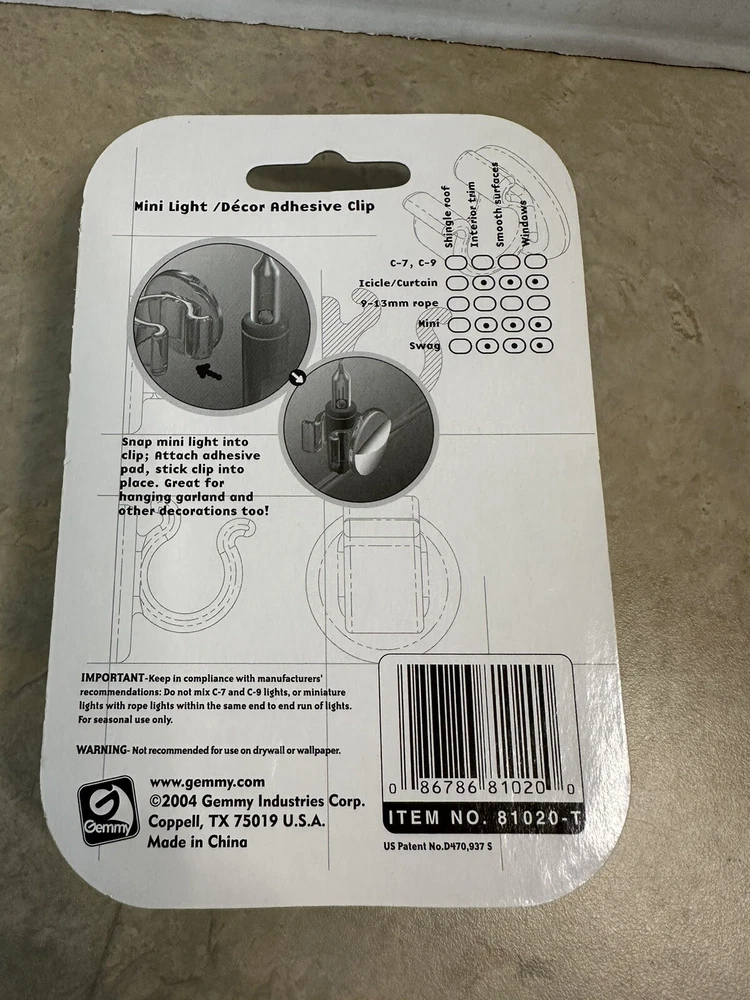 Mini Light /Décor Adhesive Clip
Shingle roof
Interior trim
Smooth surfaces
Windows
C-7, C-9
Icicle/Curtain
9-13mm rope
Mini
Swag
Snap mini light into
clip; Attach adhesive
pad, stick clip into
place. Great for
hanging garland and
other decorations too!
IMPORTANT-Keep in compliance with manufacturers'
recommendations: Do not mix C-7 and C-9 lights, or miniature
lights with rope lights within the same end to end run of lights.
For seasonal use only.
WARNING- Not recommended for use on drywall or wallpaper.
Gemmy
www.gemmy.com
©2004 Gemmy Industries Corp.
Coppell, TX 75019 U.S.A.
Made in China
0 86786 81020 0
ITEM NO. 81020-T
US Patent No.D470,937 S